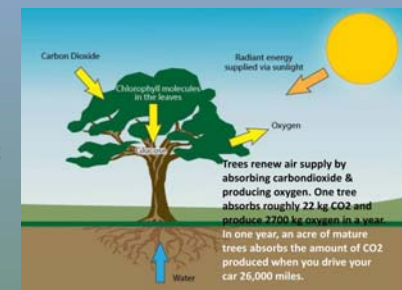 Carbon Dioxide
Radiant energy
supplied via sunlight
Chlorophyll molecules
in the leaves
Oxygen
Glucose
Trees renew air supply by
absorbing carbondioxide &
producing oxygen. One tree
absorbs roughly 22 kg CO2 and
produce 2700 kg oxygen in a year.
In one year, an acre of mature
trees absorbs the amount of CO2
produced when you drive your
car 26,000 miles.
Water